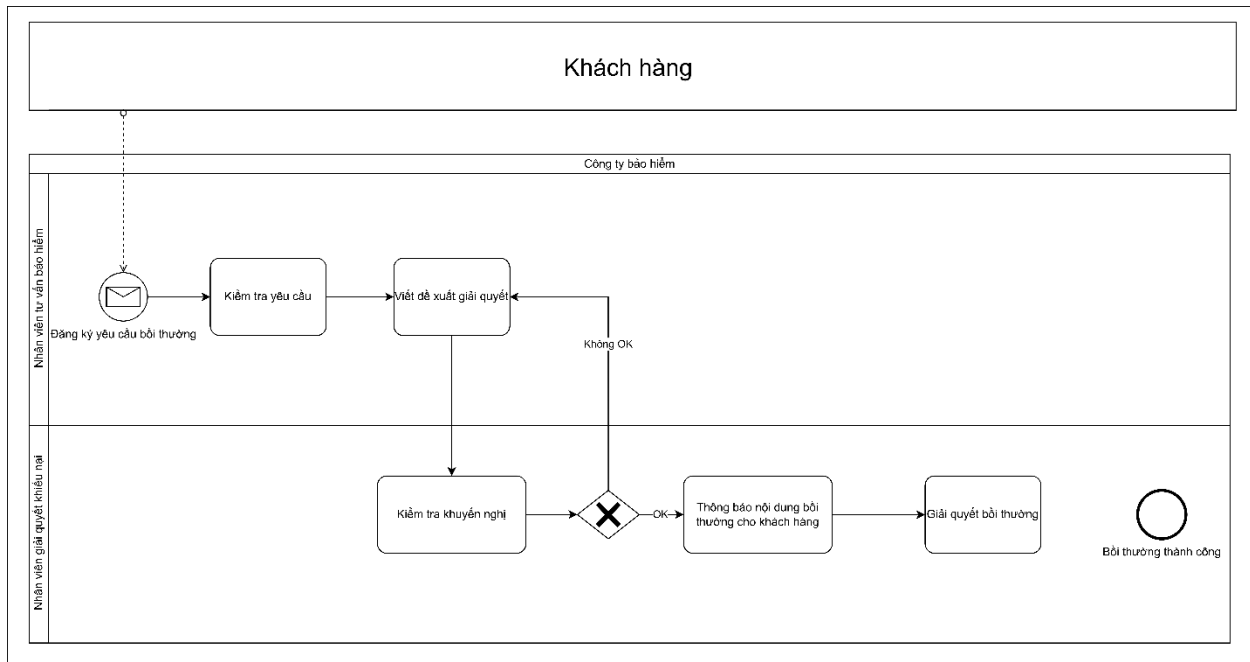 Khách hàng
Công ty bảo hiểm
Nhân viên tư vấn bảo hiểm
Kiểm tra yêu cầu
Viết đề xuất giải quyết
Đăng ký yêu cầu bồi thường
Không OK
Nhân viên giải quyết khiếu nại
Kiểm tra khuyến nghị
OK
Thông báo nội dung bồi
thường cho khách hàng
Giải quyết bồi thường
Bồi thường thành công